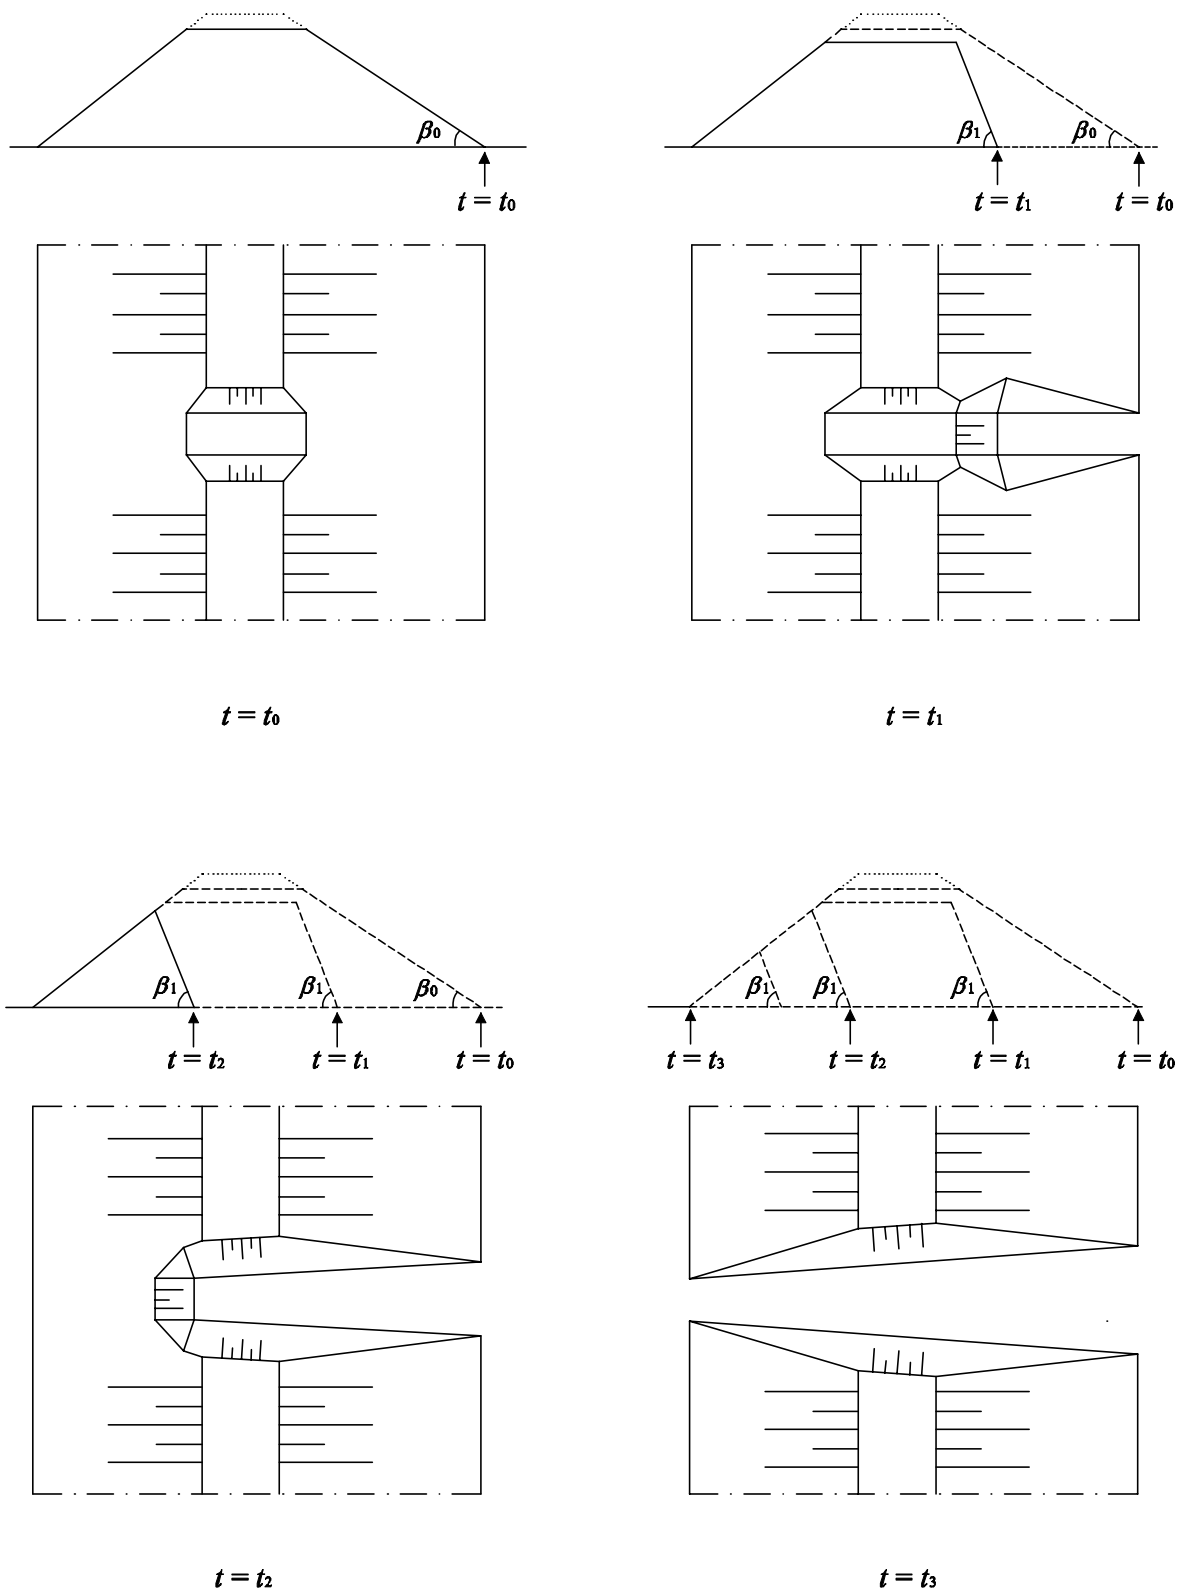 β₀
t = t₀
β₁ β₀
t = t₁ t = t₀
t = t₀
t = t₁
β₁ β₁ β₀
t = t₂ t = t₁ t = t₀
β₁ β₁ β₁
t = t₃ t = t₂ t = t₁ t = t₀
t = t₂
t = t₃